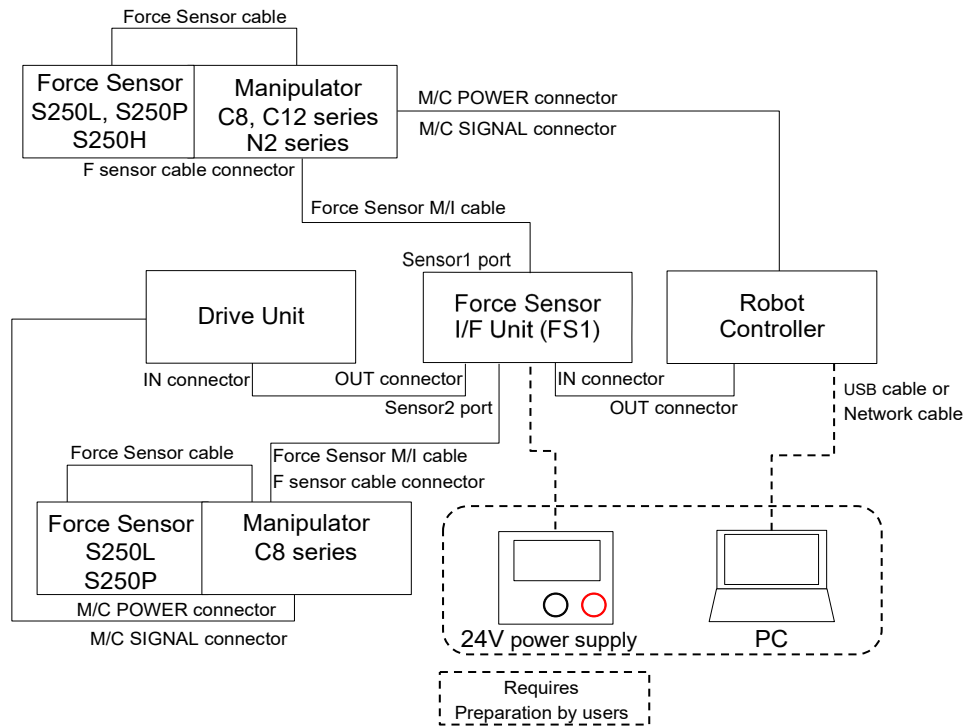 Force Sensor cable
Force Sensor
S250L, S250P
S250H
Manipulator
C8, C12 series
N2 series
M/C POWER connector
M/C SIGNAL connector
F sensor cable connector
Force Sensor M/I cable
Sensor1 port
Drive Unit
Force Sensor
I/F Unit (FS1)
Robot
Controller
IN connector
OUT connector
IN connector
OUT connector
USB cable or
Network cable
Sensor2 port
Force Sensor cable
Force Sensor M/I cable
F sensor cable connector
Force Sensor
S250L
S250P
Manipulator
C8 series
M/C POWER connector
M/C SIGNAL connector
24V power supply
PC
Requires
Preparation by users